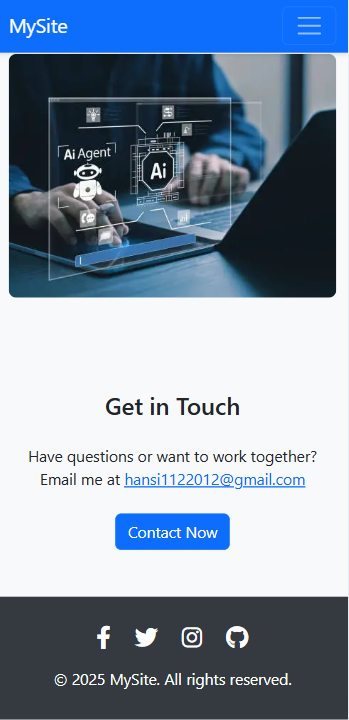 MySite
Ai Agent
Ai
Get in Touch
Have questions or want to work together?
Email me at hansi1122012@gmail.com
Contact Now
© 2025 MySite. All rights reserved.